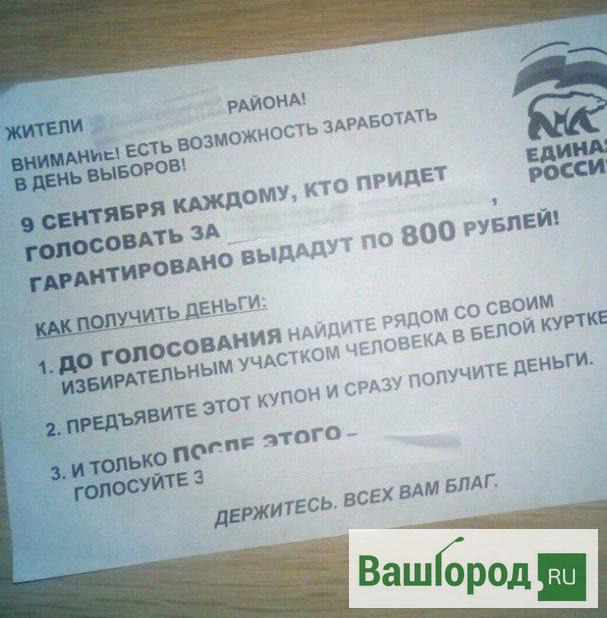 ЖИТЕЛИ РАЙОНА!
ВНИМАНИЕ! ЕСТЬ ВОЗМОЖНОСТЬ ЗАРАБОТАТЬ
В ДЕНЬ ВЫБОРОВ!
ЕДИНАЯ
РОССИ
9 СЕНТЯБРЯ КАЖДОМУ, КТО ПРИДЕТ
ГОЛОСОВАТЬ ЗА ,
ГАРАНТИРОВАНО ВЫДАДУТ ПО 800 РУБЛЕЙ!
КАК ПОЛУЧИТЬ ДЕНЬГИ:
1. ДО ГОЛОСОВАНИЯ НАЙДИТЕ РЯДОМ СО СВОИМ
ИЗБИРАТЕЛЬНЫМ УЧАСТКОМ ЧЕЛОВЕКА В БЕЛОЙ КУРТКЕ
2. ПРЕДЪЯВИТЕ ЭТОТ КУПОН И СРАЗУ ПОЛУЧИТЕ ДЕНЬГИ.
3. И ТОЛЬКО ПОСЛЕ ЭТОГО –
ГОЛОСУЙТЕ З
ДЕРЖИТЕСЬ. ВСЕХ ВАМ БЛАГ.
ВашГород.RU